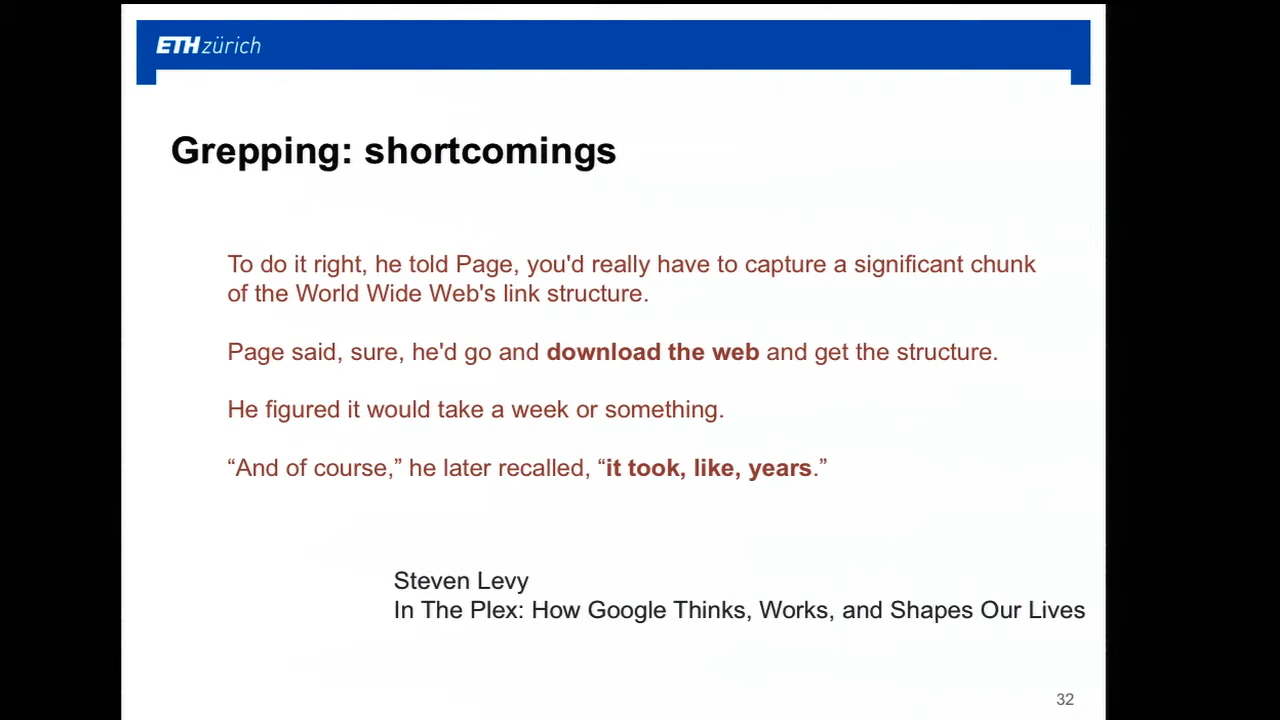 ETH zürich
Grepping: shortcomings
To do it right, he told Page, you'd really have to capture a significant chunk
of the World Wide Web's link structure.
Page said, sure, he'd go and download the web and get the structure.
He figured it would take a week or something.
“And of course,” he later recalled, “it took, like, years.”
Steven Levy
In The Plex: How Google Thinks, Works, and Shapes Our Lives
32